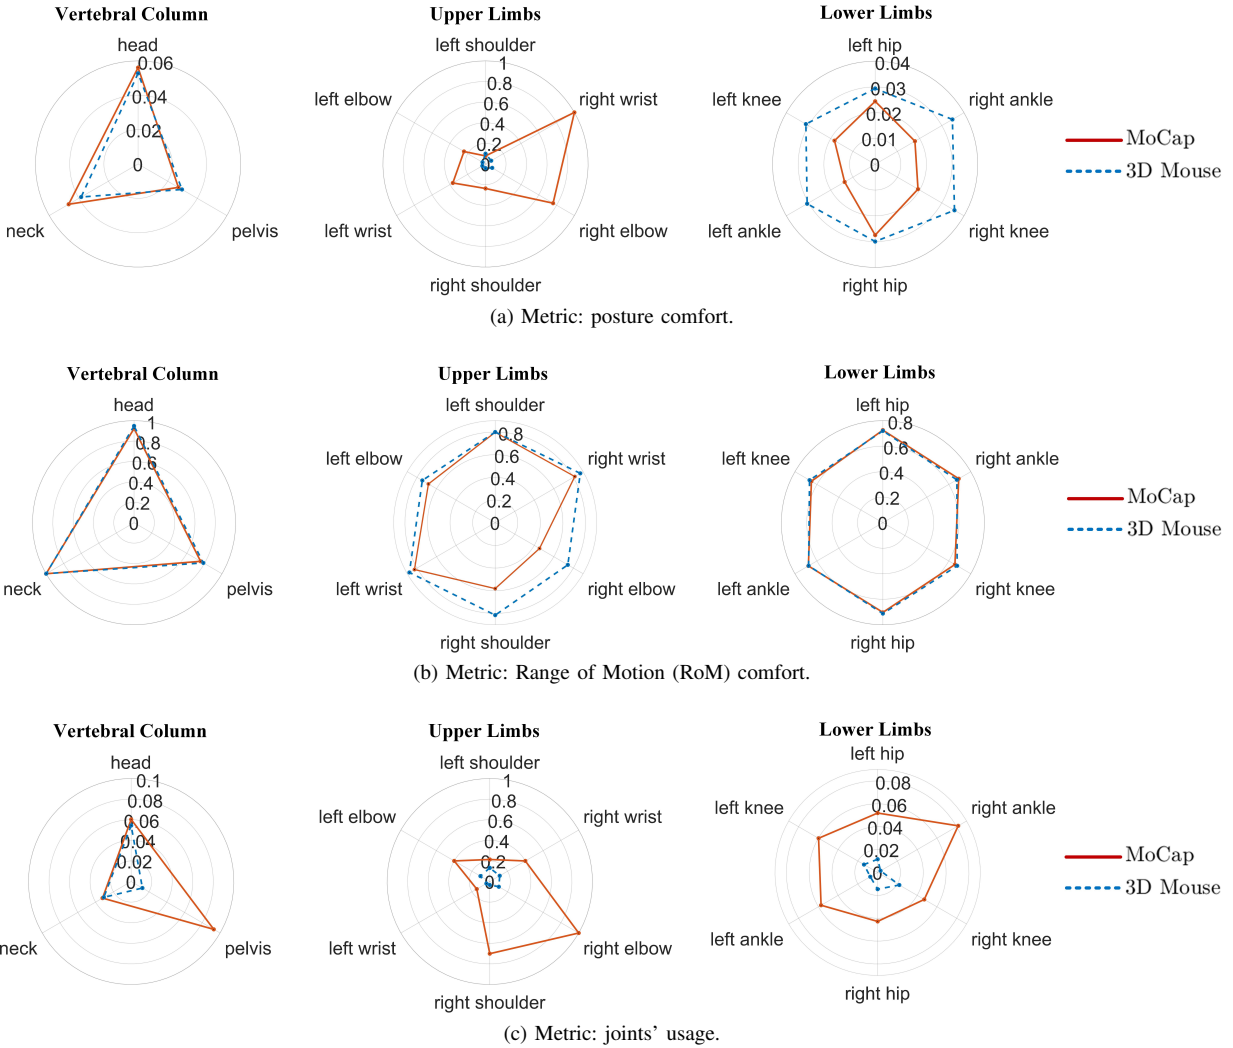 Vertebral Column
Upper Limbs
Lower Limbs
head
0.06
0.04
0.02
0
neck
pelvis
left shoulder
1
0.8
0.6
0.4
0.2
0
left elbow
right wrist
left wrist
right elbow
right shoulder
left hip
0.04
0.03
0.02
0.01
0
left knee
right ankle
left ankle
right knee
right hip
MoCap
3D Mouse
(a) Metric: posture comfort.
Vertebral Column
Upper Limbs
Lower Limbs
head
1
0.8
0.6
0.4
0.2
0
neck
pelvis
left shoulder
0.8
0.6
0.4
0.2
0
left elbow
right wrist
left wrist
right elbow
right shoulder
left hip
0.8
0.6
0.4
0.2
0
left knee
right ankle
left ankle
right knee
right hip
MoCap
3D Mouse
(b) Metric: Range of Motion (RoM) comfort.
Vertebral Column
Upper Limbs
Lower Limbs
head
0.1
0.08
0.06
0.04
0.02
0
neck
pelvis
left shoulder
1
0.8
0.6
0.4
0.2
0
left elbow
right wrist
left wrist
right elbow
right shoulder
left hip
0.08
0.06
0.04
0.02
0
left knee
right ankle
left ankle
right knee
right hip
MoCap
3D Mouse
(c) Metric: joints' usage.